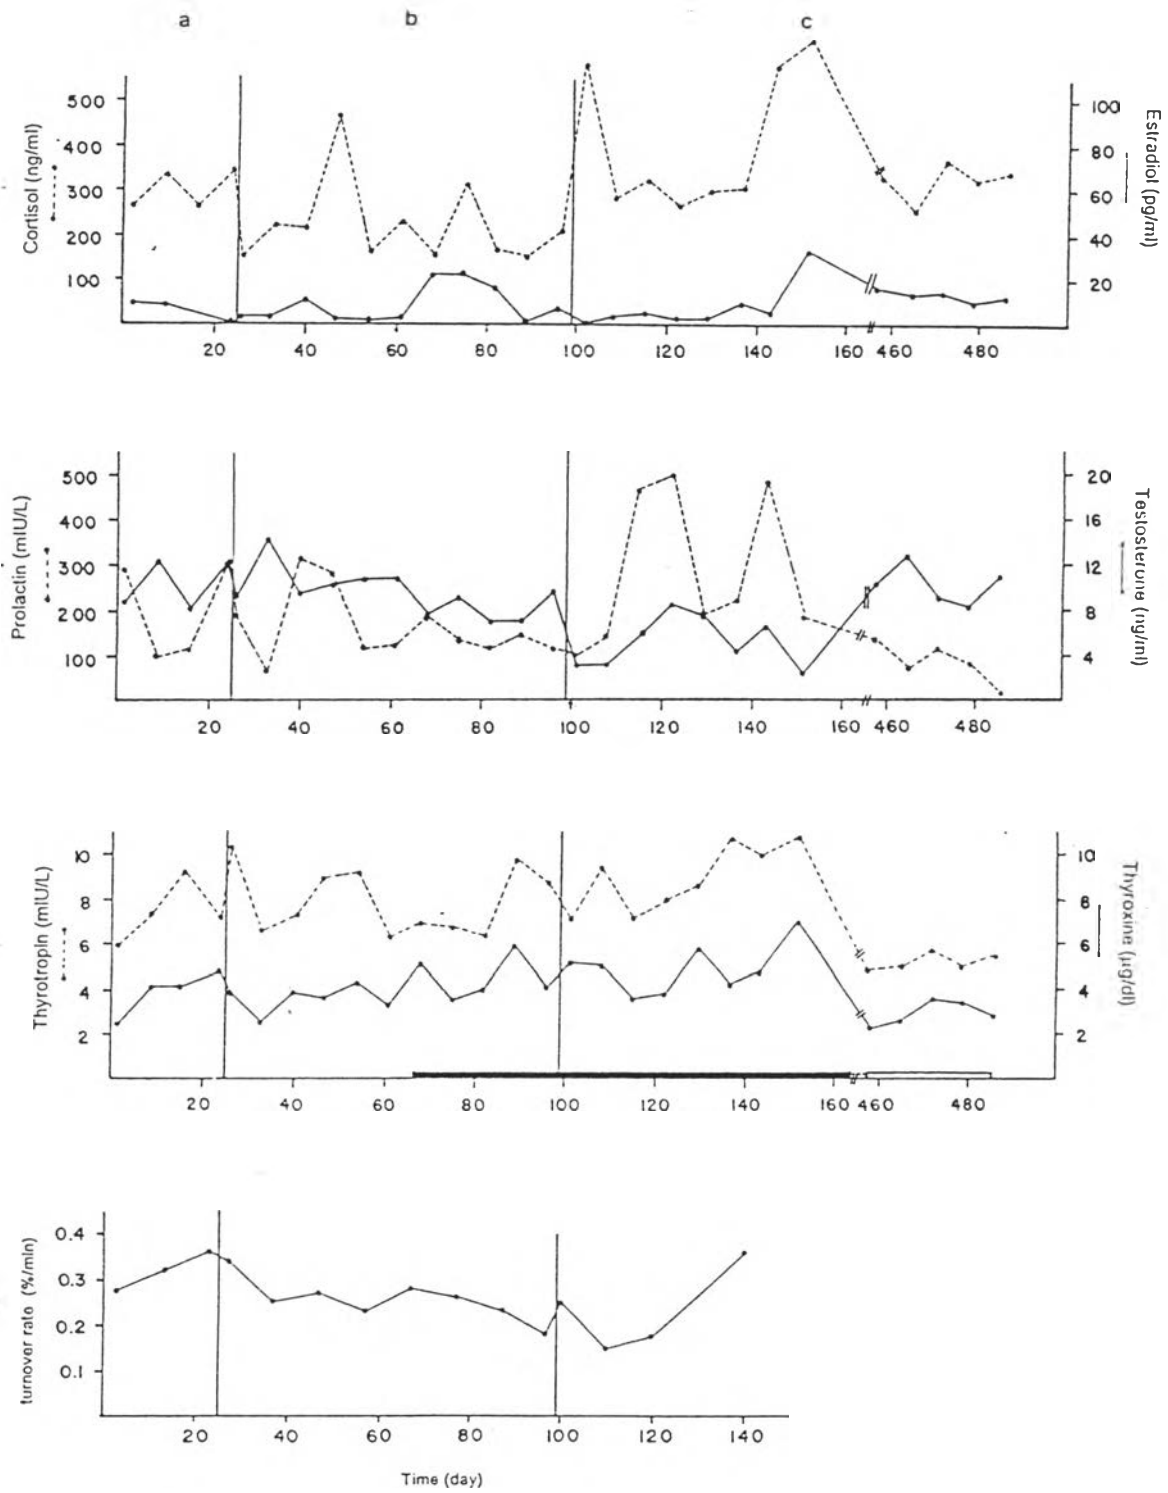 a b c
Cortisol (ng/ml)
500
400
300
200
100
Estradiol (pg/ml)
100
80
60
40
20
20 40 60 80 100 120 140 160 460 480
Prolactin (mIU/L)
500
400
300
200
100
Testosterone (ng/ml)
20
16
12
8
4
20 40 60 80 100 120 140 160 460 480
Thyrotropin (mIU/L)
10
8
6
4
2
Thyroxine (µg/dl)
10
8
6
4
2
20 40 60 80 100 120 140 160 460 480
turnover rate (%/min)
0.4
0.3
0.2
0.1
20 40 60 80 100 120 140
Time (day)